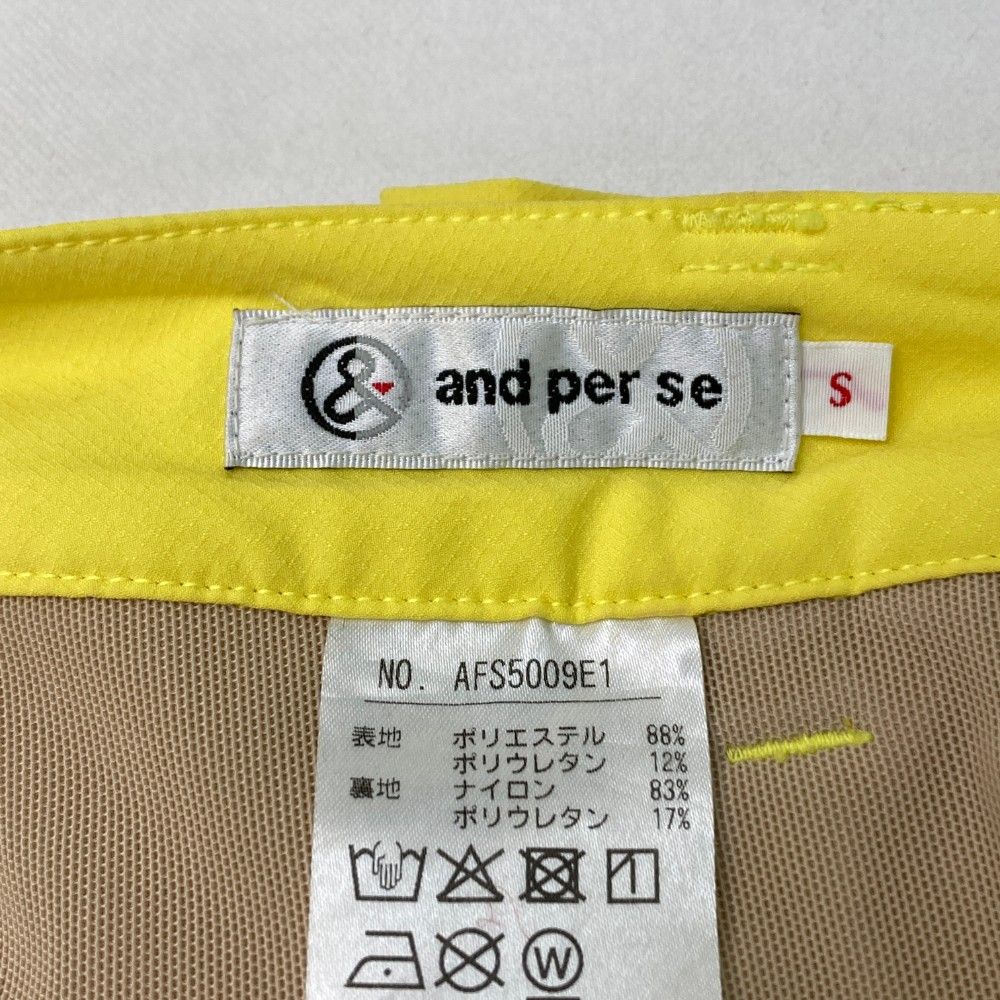 and per se
S
NO. AFS5009E1
表地 ポリエステル 88%
ポリウレタン 12%
裏地 ナイロン 83%
ポリウレタン 17%
W